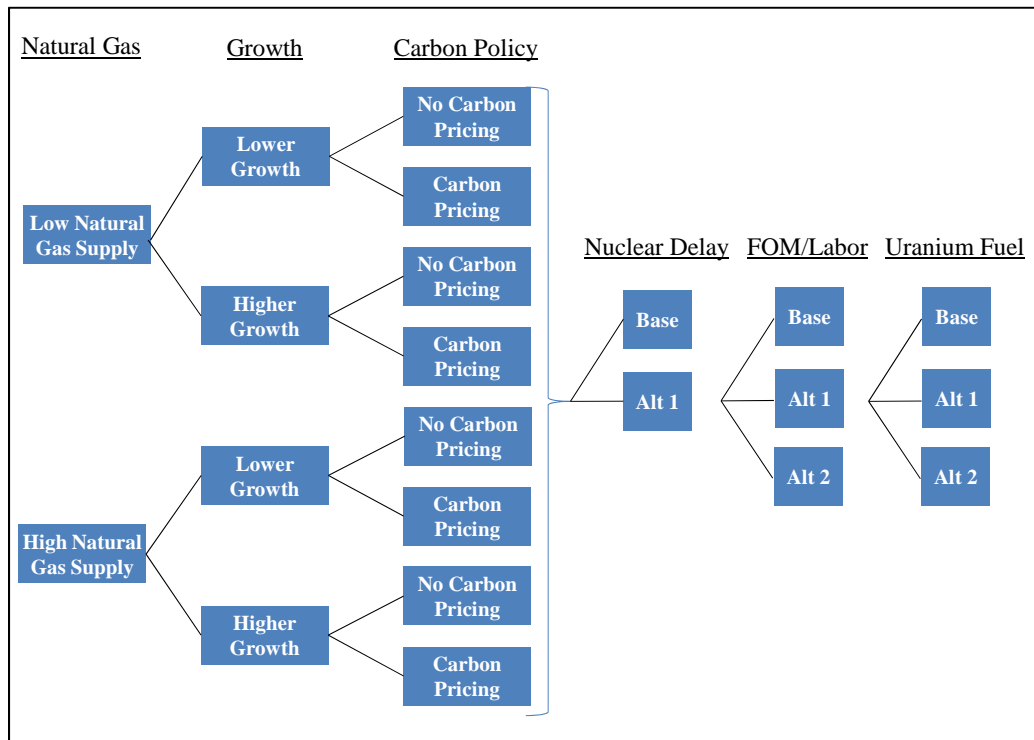 Natural Gas
Growth
Carbon Policy
No Carbon
Pricing
Lower
Growth
Carbon
Pricing
Low Natural
Gas Supply
No Carbon
Pricing
Higher
Growth
Carbon
Pricing
Nuclear Delay
FOM/Labor
Uranium Fuel
Base
Base
Base
Alt 1
Alt 1
Alt 1
Alt 2
Alt 2
No Carbon
Pricing
Lower
Growth
Carbon
Pricing
High Natural
Gas Supply
No Carbon
Pricing
Higher
Growth
Carbon
Pricing